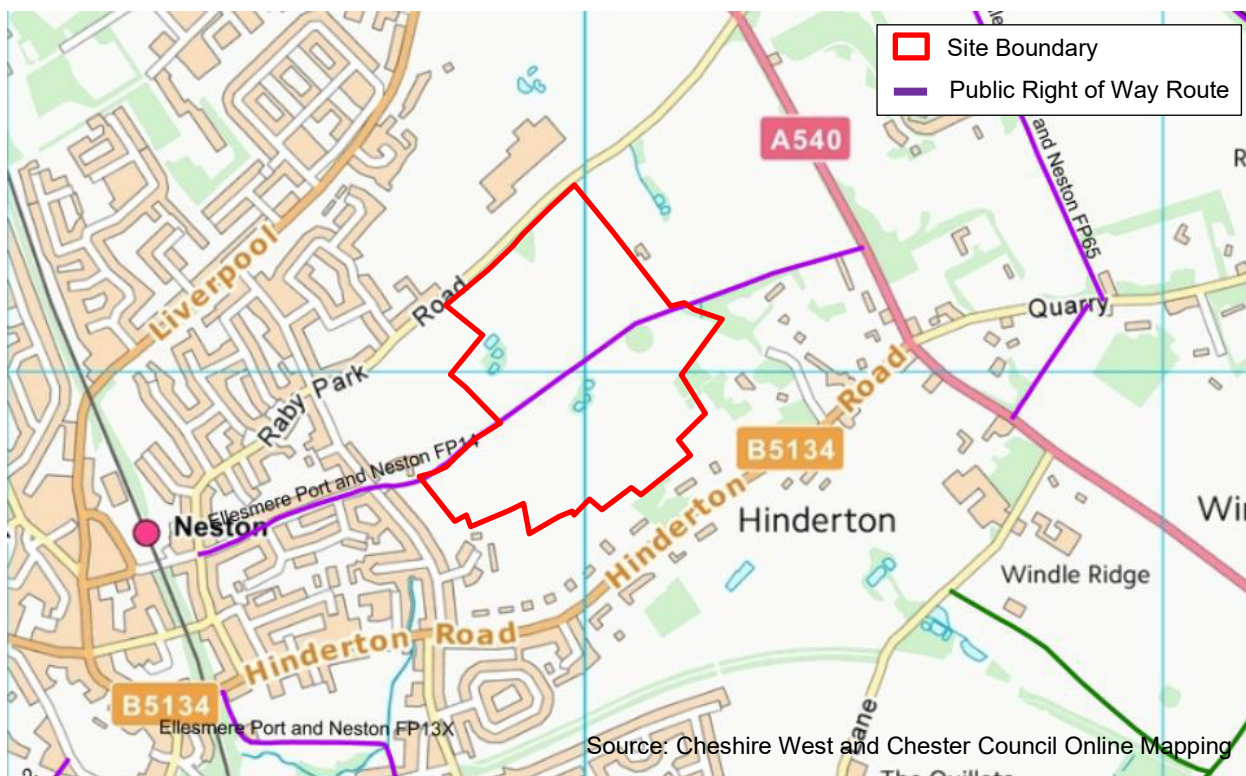 Site Boundary
Public Right of Way Route
A540
and Neston FP65
Liverpool
Road
Quarry
Raby Park
Road
B5134
Ellesmere Port and Neston FP14
Neston
Hinderton
Hinderton
Windle Ridge
Hinderton Road
B5134
Ellesmere Port and Neston FP13X
Source: Cheshire West and Chester Council Online Mapping